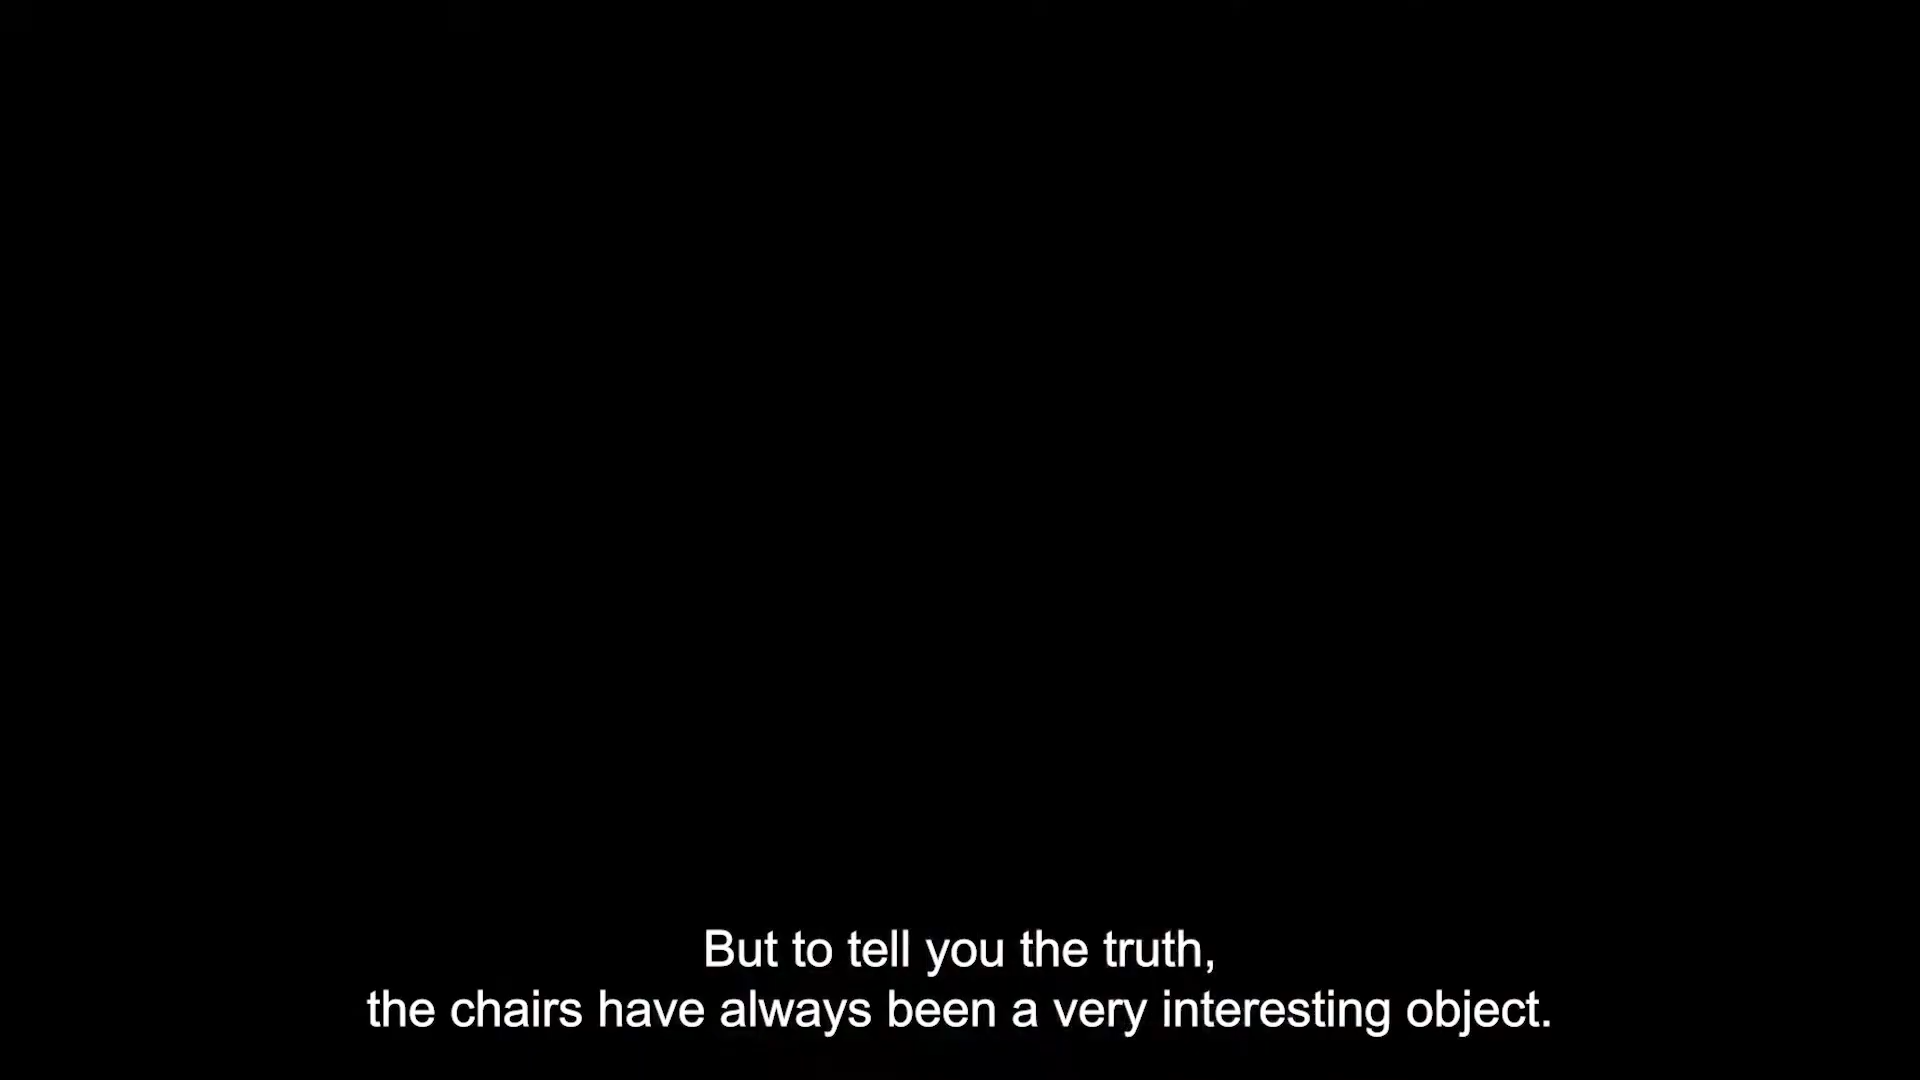 But to tell you the truth,
the chairs have always been a very interesting object.